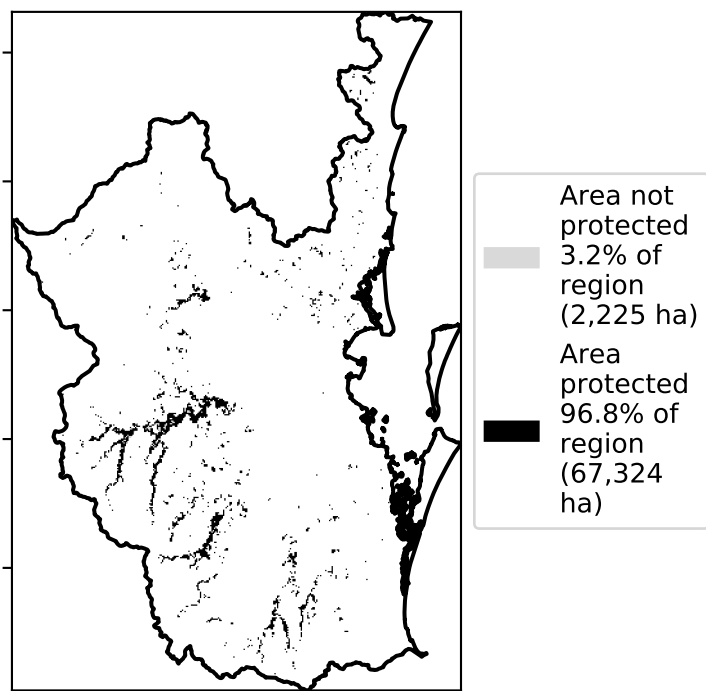 Area not
protected
3.2% of
region
(2,225 ha)
Area
protected
96.8% of
region
(67,324
ha)